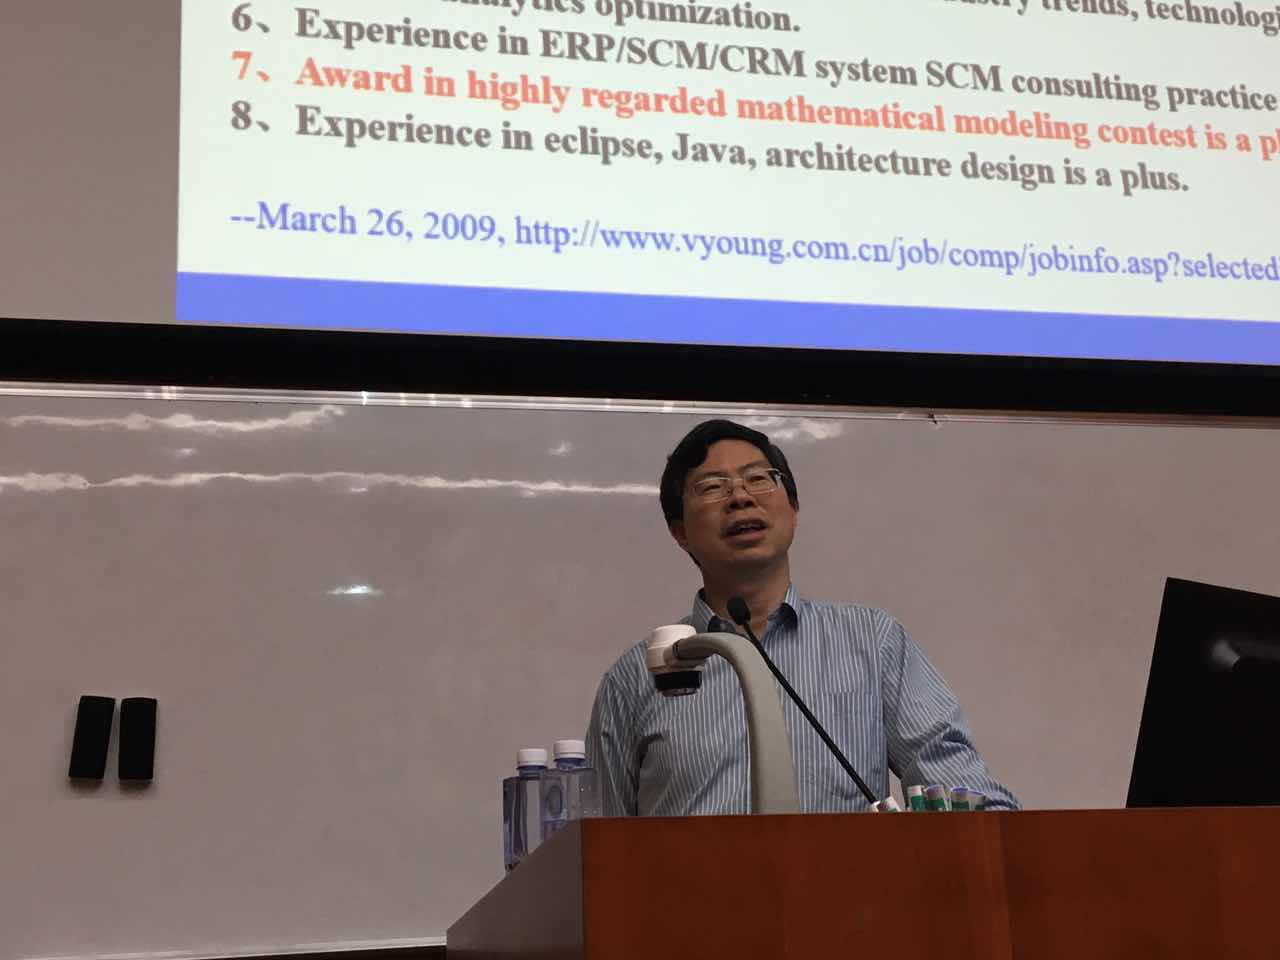 optimization.
trends,
6、Experience in ERP/SCM/CRM system SCM consulting practice
7、Award in highly regarded mathematical modeling contest is a
8、Experience in eclipse, Java, architecture design is a plus.
--March 26, 2009, http://www.vyoung.com.cn/job/comp/jobinfo.asp?selected